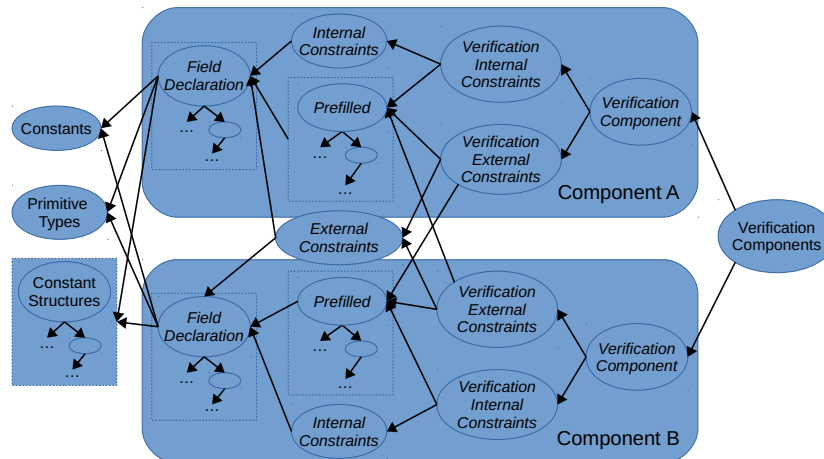 Internal
Constraints
Field
Declaration
...
...
Prefilled
...
...
Verification
Internal
Constraints
Verification
External
Constraints
Verification
Component
Component A
Constants
Primitive
Types
Constant
Structures
...
...
External
Constraints
Verification
Components
Field
Declaration
...
...
Prefilled
...
...
Verification
External
Constraints
Verification
Internal
Constraints
Verification
Component
Internal
Constraints
Component B